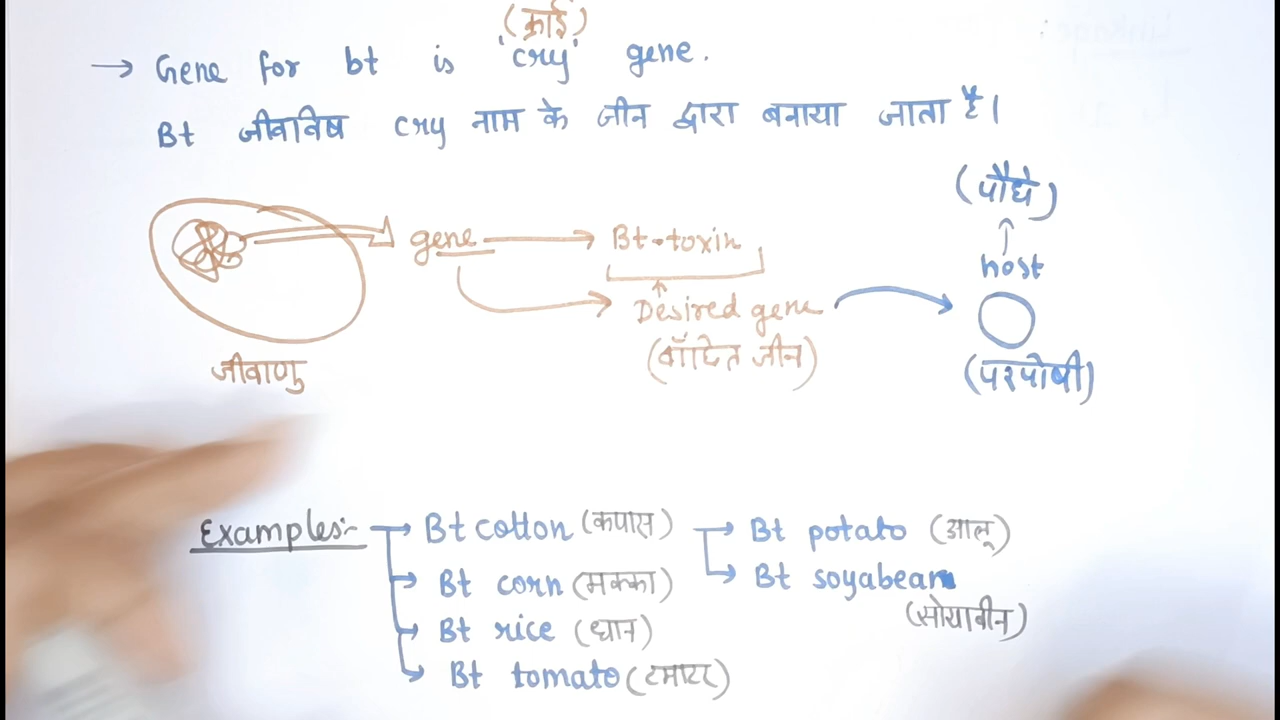 (क्राई)
→ Gene for bt is 'cry' gene.
Bt जीवविष cry नाम के जीन द्वारा बनाया जाता है।
(पौधे)
gene → Bt-toxin
host
Desired gene
(वाँछित जीन)
(परपोषी)
जीवाणु
Examples:- → Bt cotton (कपास) → Bt potato (आलू)
→ Bt corn (मक्का) → Bt soyabean
(सोयाबीन)
→ Bt rice (धान)
→ Bt tomato (टमाटर)